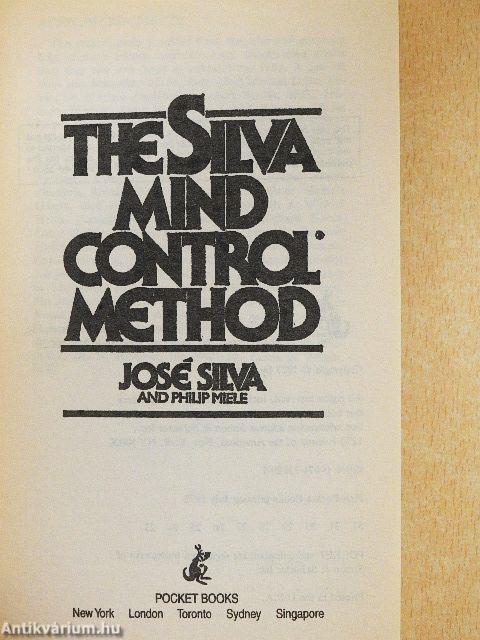 THE SILVA
MIND
CONTROL®
METHOD
JOSÉ SILVA
AND PHILIP MIELE
POCKET BOOKS
New York London Toronto Sydney Singapore
Antikvárium.hu